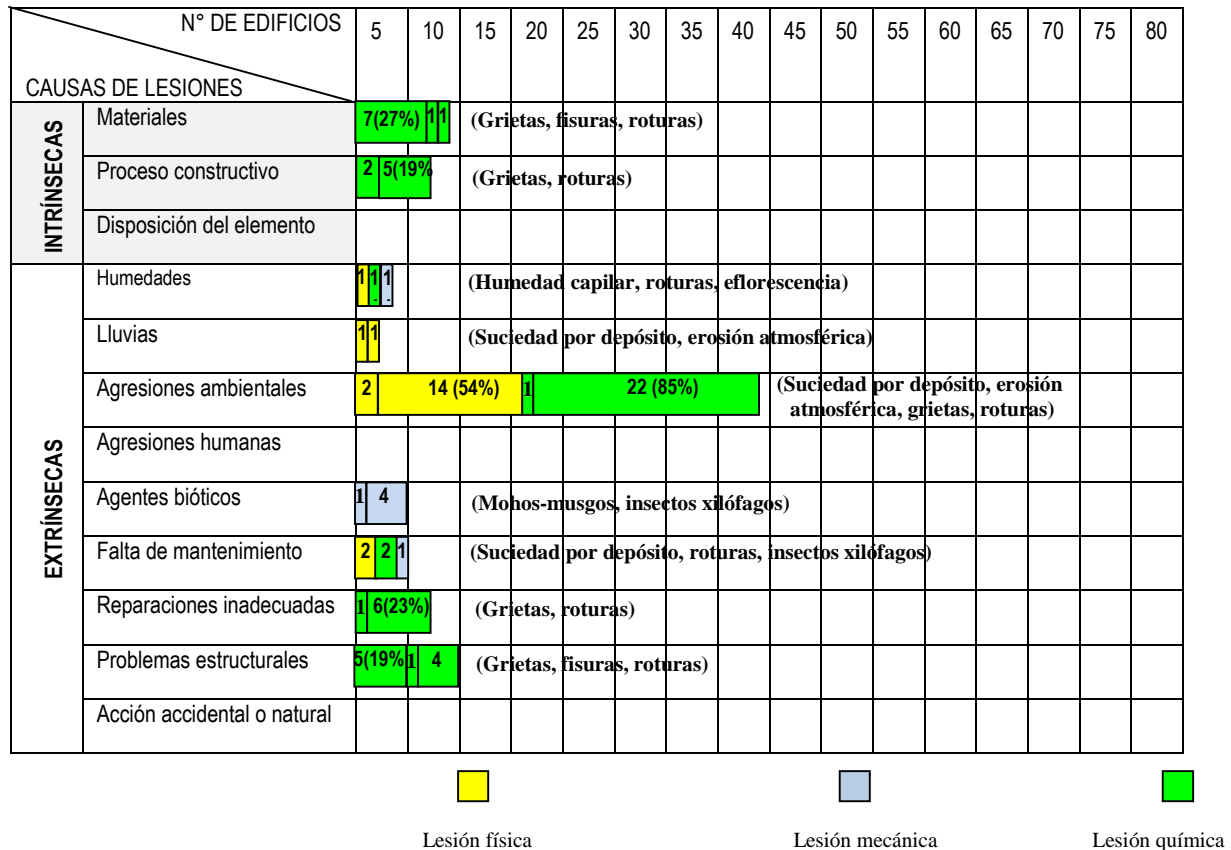 N° DE EDIFICIOS 5 10 15 20 25 30 35 40 45 50 55 60 65 70 75 80
CAUSAS DE LESIONES
INTRÍNSECAS
Materiales 7(27%) 1 1 (Grietas, fisuras, roturas)
Proceso constructivo 2 5(19% (Grietas, roturas)
Disposición del elemento
EXTRÍNSECAS
Humedades 1 1 1 (Humedad capilar, roturas, eflorescencia)
Lluvias 1 1 (Suciedad por depósito, erosión atmosférica)
Agresiones ambientales 2 14 (54%) 1 22 (85%) (Suciedad por depósito, erosión
atmosférica, grietas, roturas)
Agresiones humanas
Agentes bióticos 1 4 (Mohos-musgos, insectos xilófagos)
Falta de mantenimiento 2 2 1 (Suciedad por depósito, roturas, insectos xilófagos)
Reparaciones inadecuadas 1 6(23%) (Grietas, roturas)
Problemas estructurales 5(19% 1 4 (Grietas, fisuras, roturas)
Acción accidental o natural
Lesión física Lesión mecánica Lesión química